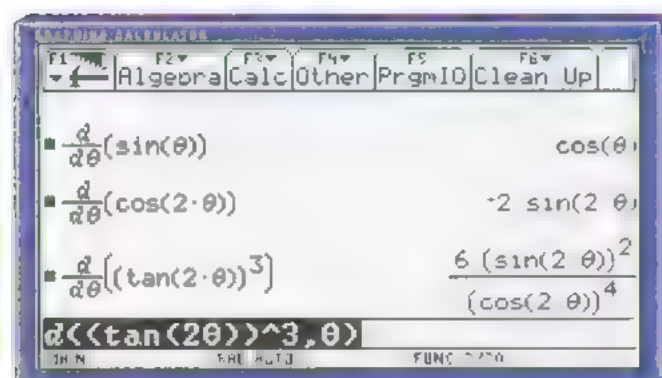 F1 F2 F3 F4 F5 F6
Algebra Calc Other PrgmIO Clean Up
d/dθ(sin(θ)) cos(θ)
d/dθ(cos(2·θ)) -2 sin(2 θ)
d/dθ[(tan(2·θ))^3] 6 (sin(2 θ))^2 / (cos(2 θ))^4
d((tan(2θ))^3,θ)
MAIN RAD AUTO FUNC